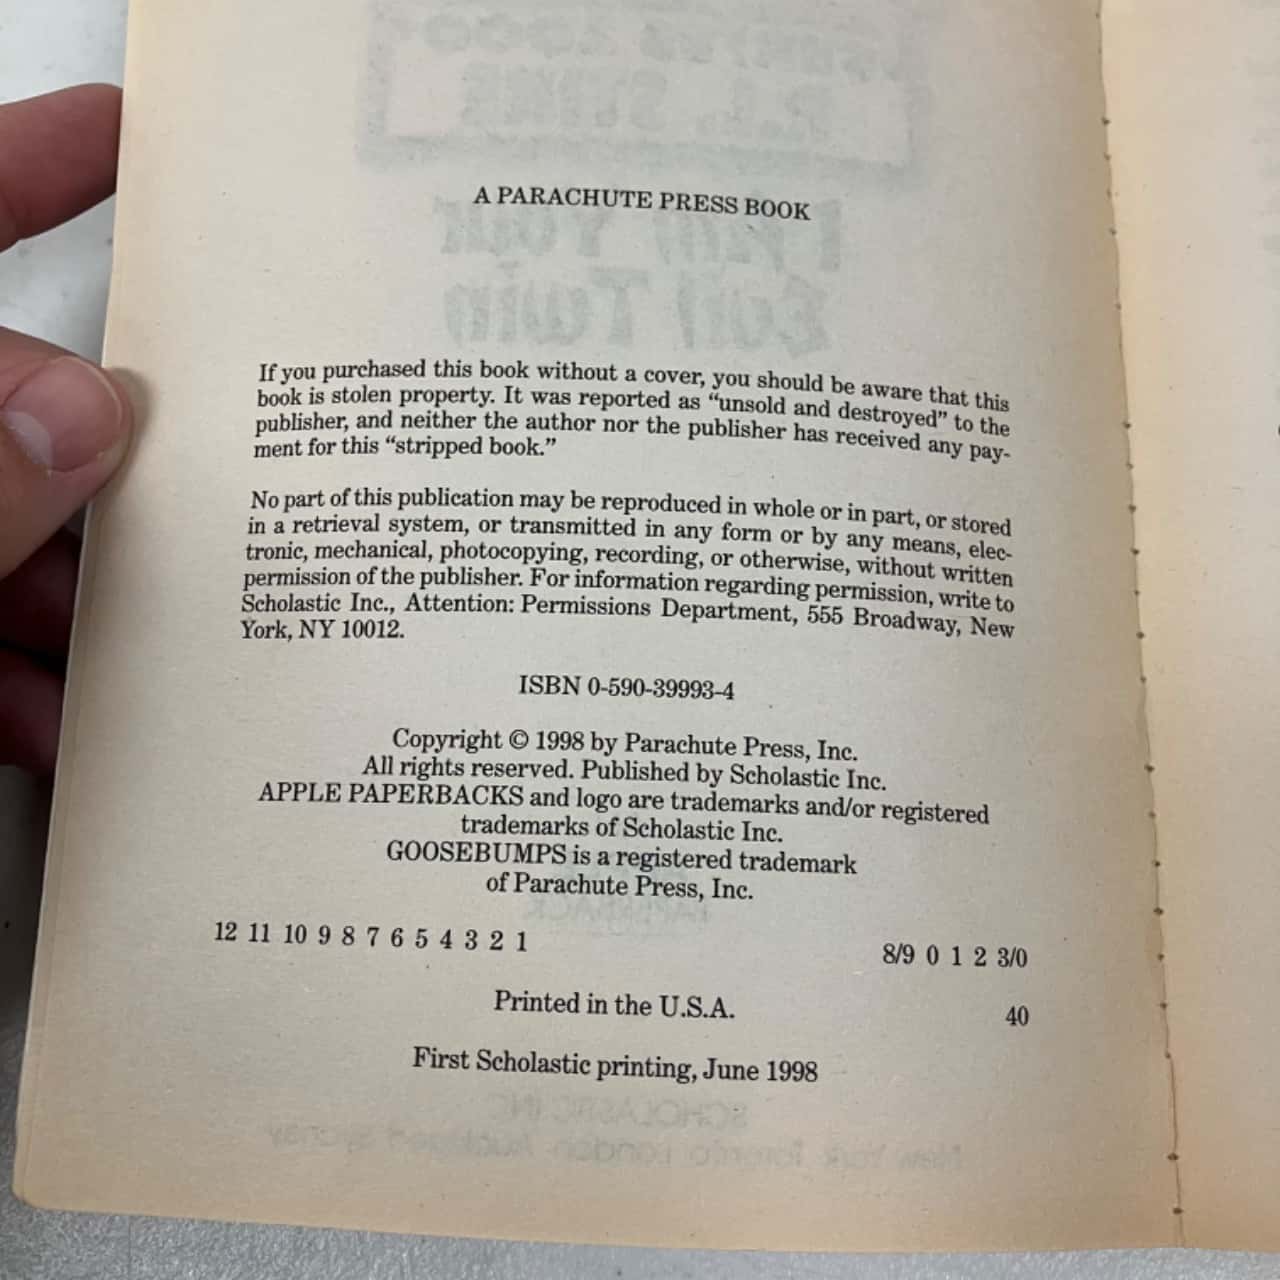 A PARACHUTE PRESS BOOK
If you purchased this book without a cover, you should be aware that this
book is stolen property. It was reported as “unsold and destroyed” to the
publisher, and neither the author nor the publisher has received any pay-
ment for this “stripped book.”
No part of this publication may be reproduced in whole or in part, or stored
in a retrieval system, or transmitted in any form or by any means, elec-
tronic, mechanical, photocopying, recording, or otherwise, without written
permission of the publisher. For information regarding permission, write to
Scholastic Inc., Attention: Permissions Department, 555 Broadway, New
York, NY 10012.
ISBN 0-590-39993-4
Copyright © 1998 by Parachute Press, Inc.
All rights reserved. Published by Scholastic Inc.
APPLE PAPERBACKS and logo are trademarks and/or registered
trademarks of Scholastic Inc.
GOOSEBUMPS is a registered trademark
of Parachute Press, Inc.
12 11 10 9 8 7 6 5 4 3 2 1 8/9 0 1 2 3/0
Printed in the U.S.A. 40
First Scholastic printing, June 1998